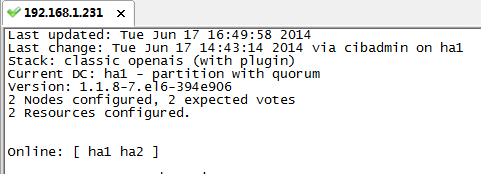 192.168.1.231
Last updated: Tue Jun 17 16:49:58 2014
Last change: Tue Jun 17 14:43:14 2014 via cibadmin on ha1
Stack: classic openais (with plugin)
Current DC: ha1 - partition with quorum
Version: 1.1.8-7.el6-394e906
2 Nodes configured, 2 expected votes
2 Resources configured.
Online: [ ha1 ha2 ]